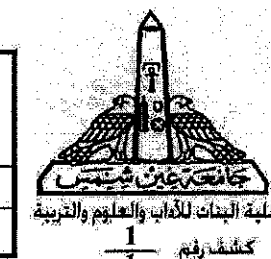 جامعة عين شمس
كلية البنات للآداب والعلوم والتربية
كشف رقم 1